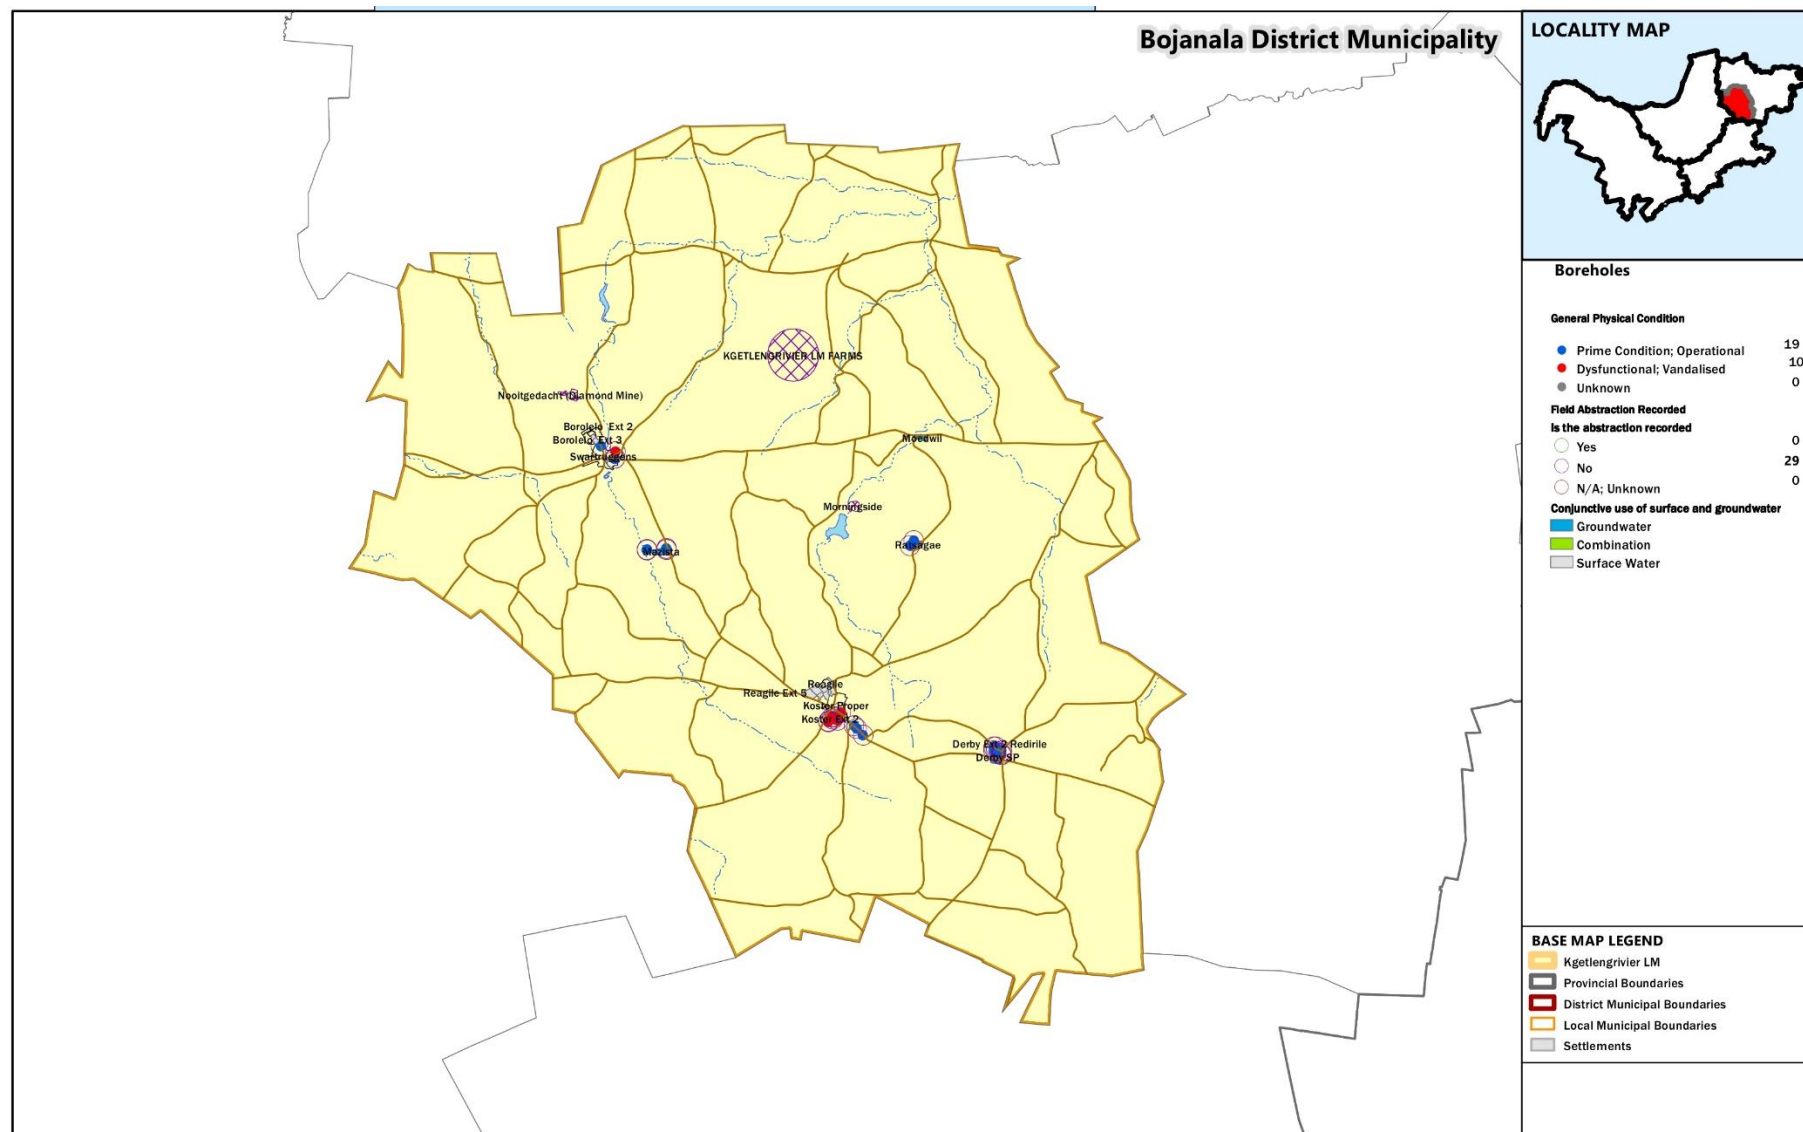 Bojanala District Municipality
KGETLENGRIVIER LM FARMS
Nooitgedacht (Diamond Mine)
Borolelo Ext 2
Borolelo Ext 3
Swartruggens
Moedwil
Morningside
Ratsagae
Mazista
Reagile
Reagile Ext 5
Koster Proper
Koster Ext 2
Derby Ext 2 Redirile
Derby SP
LOCALITY MAP
Boreholes
General Physical Condition
Prime Condition; Operational 19
Dysfunctional; Vandalised 10
Unknown 0
Field Abstraction Recorded
Is the abstraction recorded
Yes 0
No 29
N/A; Unknown 0
Conjunctive use of surface and groundwater
Groundwater
Combination
Surface Water
BASE MAP LEGEND
Kgetlengrivier LM
Provincial Boundaries
District Municipal Boundaries
Local Municipal Boundaries
Settlements